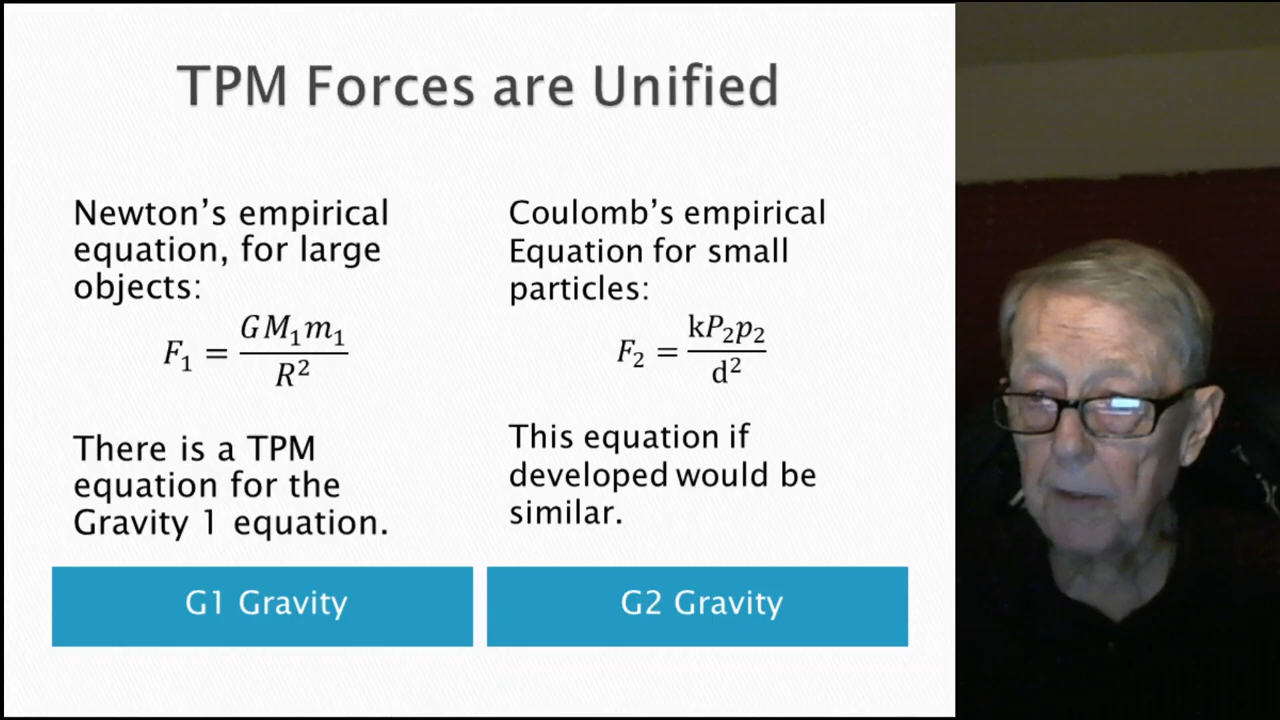 TPM Forces are Unified
Newton’s empirical
equation, for large
objects:
F₁ = GM₁m₁ / R²
There is a TPM
equation for the
Gravity 1 equation.
G1 Gravity
Coulomb’s empirical
Equation for small
particles:
F₂ = kP₂p₂ / d²
This equation if
developed would be
similar.
G2 Gravity